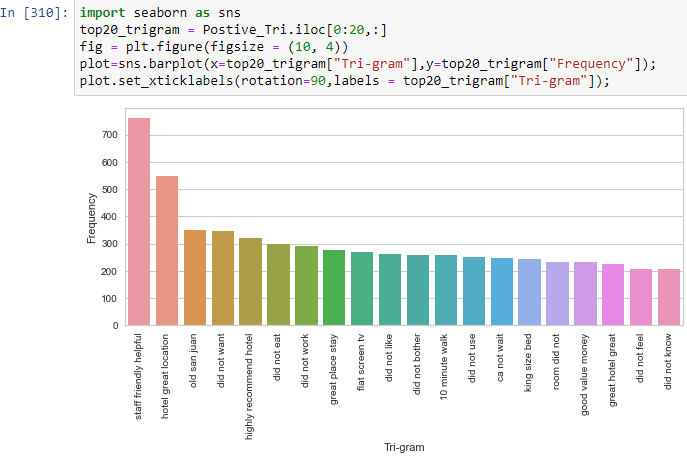 In [310]:
import seaborn as sns
top20_trigram = Postive_Tri.iloc[0:20,:]
fig = plt.figure(figsize = (10, 4))
plot=sns.barplot(x=top20_trigram["Tri-gram"],y=top20_trigram["Frequency"]);
plot.set_xticklabels(rotation=90,labels = top20_trigram["Tri-gram"]);
Frequency
700
600
500
400
300
200
100
0
staff friendly helpful
hotel great location
old san juan
did not want
highly recommend hotel
did not eat
did not work
great place stay
flat screen tv
did not like
did not bother
10 minute walk
did not use
ca not wait
king size bed
room did not
good value money
great hotel great
did not feel
did not know
Tri-gram